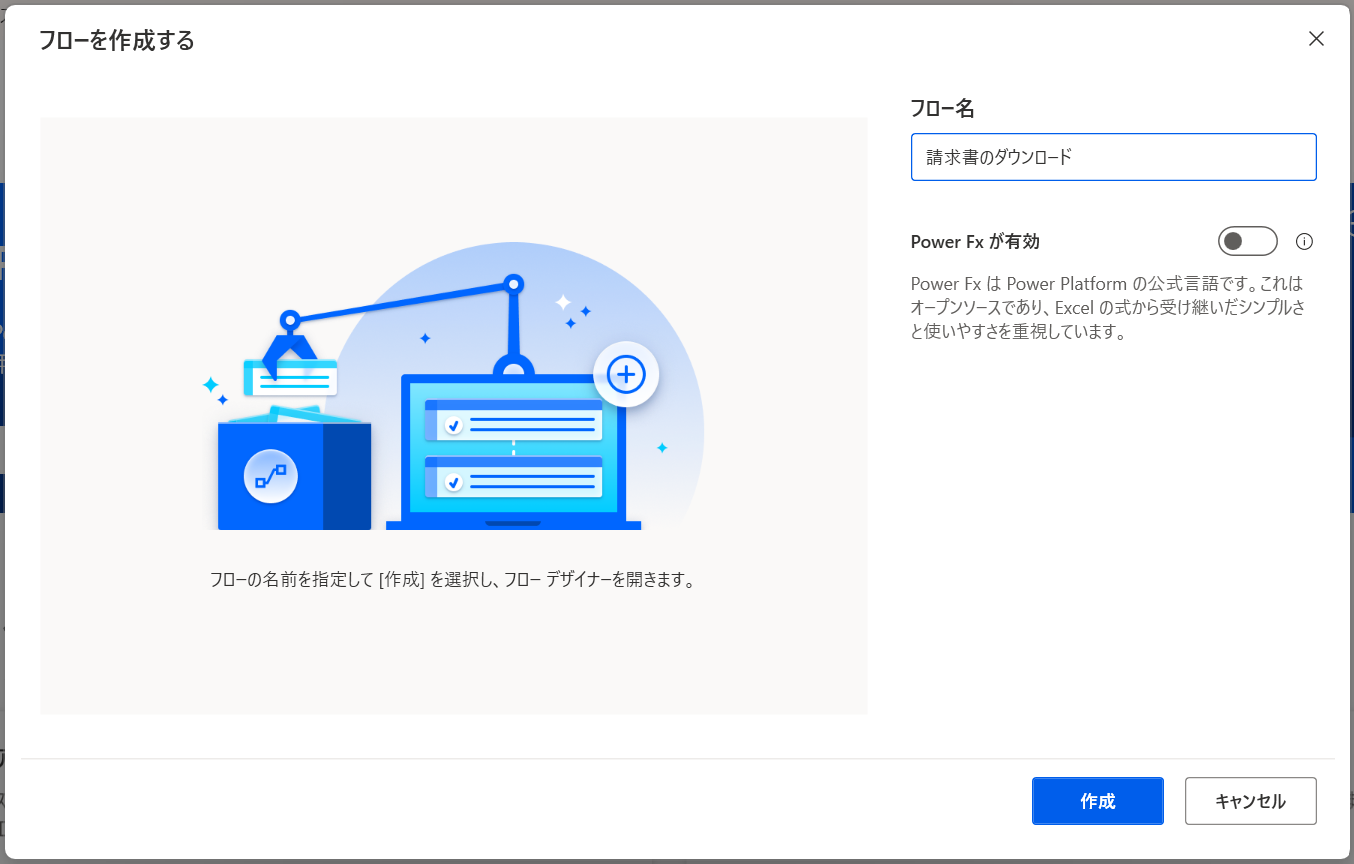 フローを作成する
フロー名
請求書のダウンロード
Power Fx が有効
Power Fx は Power Platform の公式言語です。これは
オープンソースであり、Excel の式から受け継いだシンプルさ
と使いやすさを重視しています。
フローの名前を指定して [作成] を選択し、フロー デザイナーを開きます。
作成
キャンセル